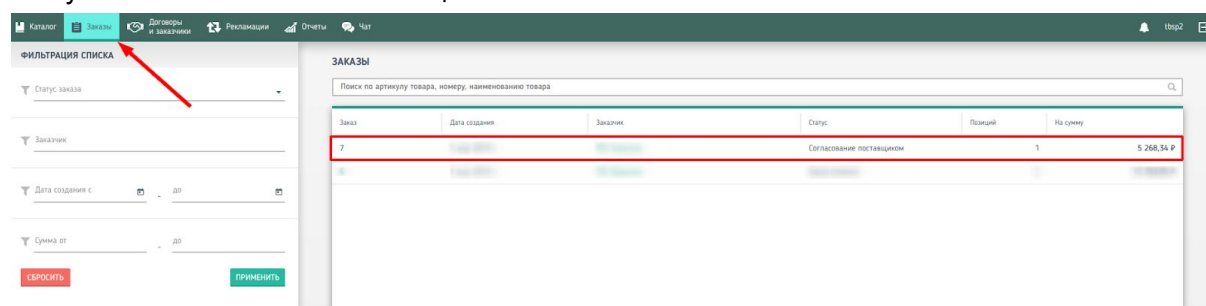 Каталог Заказы Договоры и заказчики Рекламации Отчеты Чат tbsp2
ФИЛЬТРАЦИЯ СПИСКА
Статус заказа
Заказчик
Дата создания с - до
Сумма от - до
СБРОСИТЬ ПРИМЕНИТЬ
ЗАКАЗЫ
Поиск по артикулу товара, номеру, наименованию товара
Заказ Дата создания Заказчик Статус Позиций На сумму
7 Согласование поставщиком 1 5 268,34 ₽